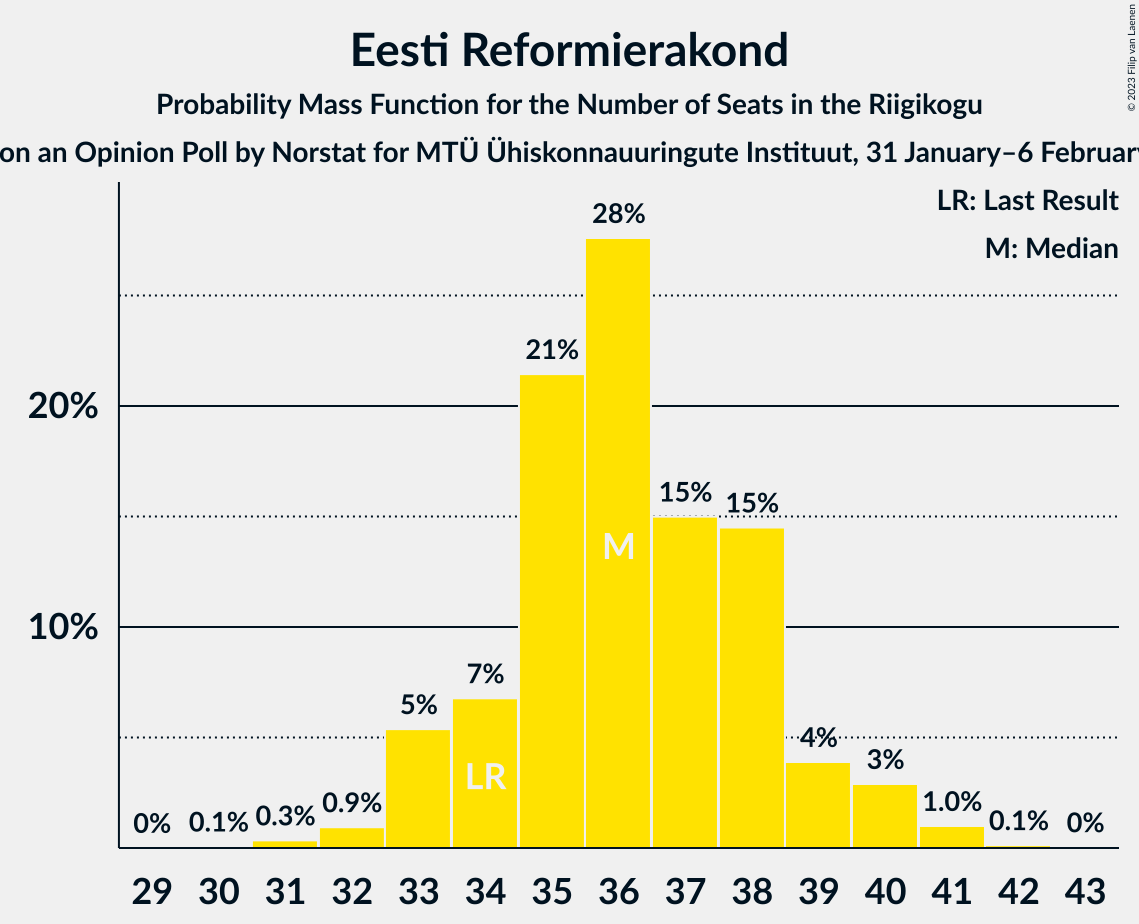 Eesti Reformierakond
Probability Mass Function for the Number of Seats in the Riigikogu
on an Opinion Poll by Norstat for MTÜ Ühiskonnauuringute Instituut, 31 January–6 February
© 2023 Filip van Laenen
LR: Last Result
M: Median
20%
10%
0%
0.1%
0.3%
0.9%
5%
7%
21%
28%
15%
15%
4%
3%
1.0%
0.1%
0%
LR
M
29 30 31 32 33 34 35 36 37 38 39 40 41 42 43